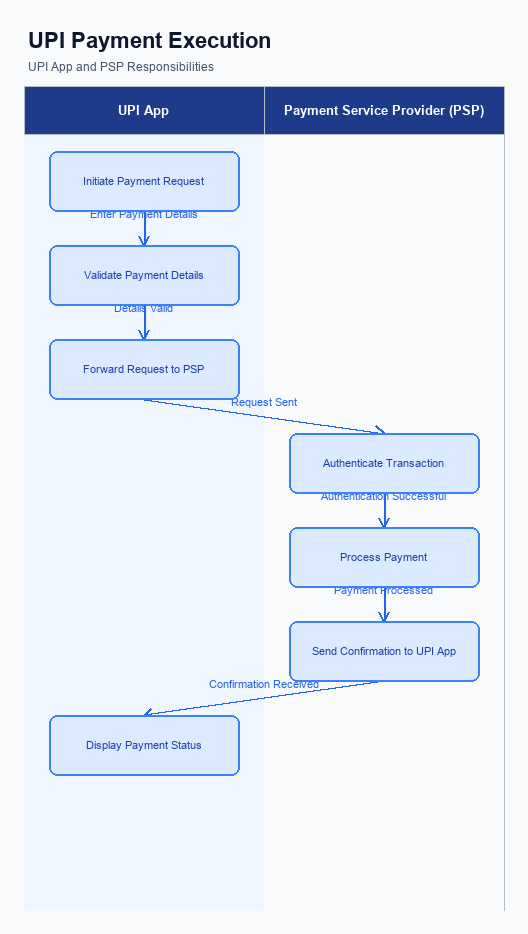 UPI Payment Execution
UPI App and PSP Responsibilities
UPI App
Payment Service Provider (PSP)
Initiate Payment Request
Enter Payment Details
Validate Payment Details
Details Valid
Forward Request to PSP
Request Sent
Authenticate Transaction
Authentication Successful
Process Payment
Payment Processed
Send Confirmation to UPI App
Confirmation Received
Display Payment Status